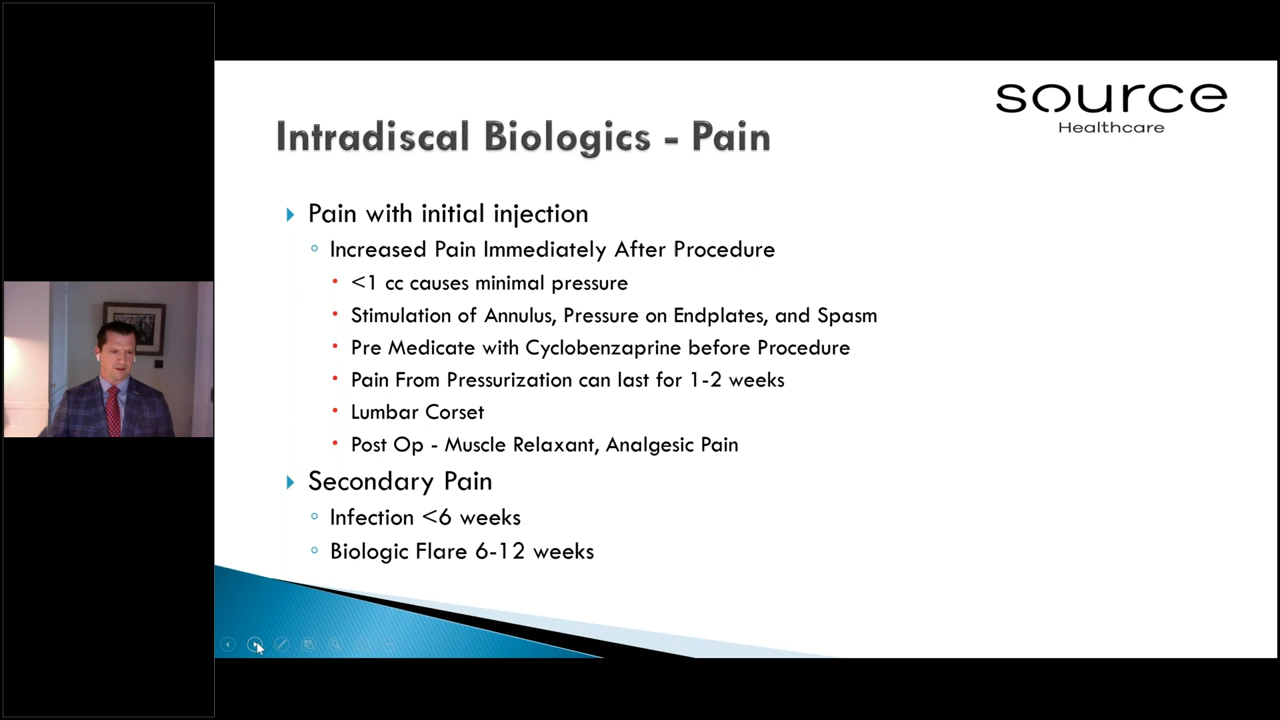 source
Healthcare
Intradiscal Biologics - Pain
Pain with initial injection
Increased Pain Immediately After Procedure
<1 cc causes minimal pressure
Stimulation of Annulus, Pressure on Endplates, and Spasm
Pre Medicate with Cyclobenzaprine before Procedure
Pain From Pressurization can last for 1-2 weeks
Lumbar Corset
Post Op - Muscle Relaxant, Analgesic Pain
Secondary Pain
Infection <6 weeks
Biologic Flare 6-12 weeks